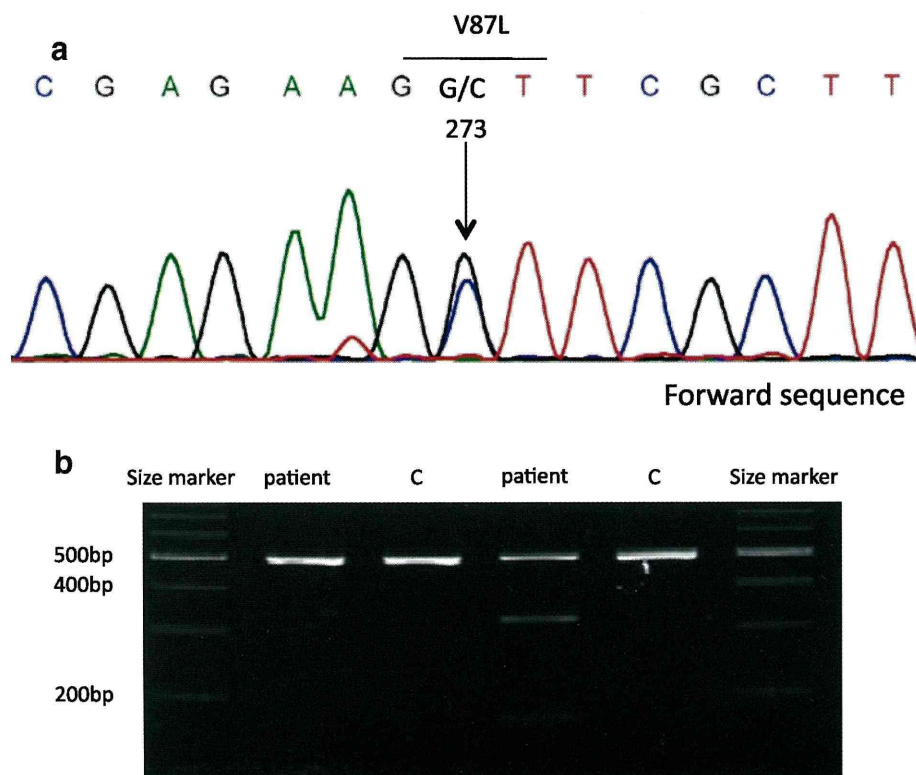 V87L
a
C G A G A A G G/C T T C G C T T
273
Forward sequence
b
Size marker patient C patient C Size marker
500bp
400bp
200bp